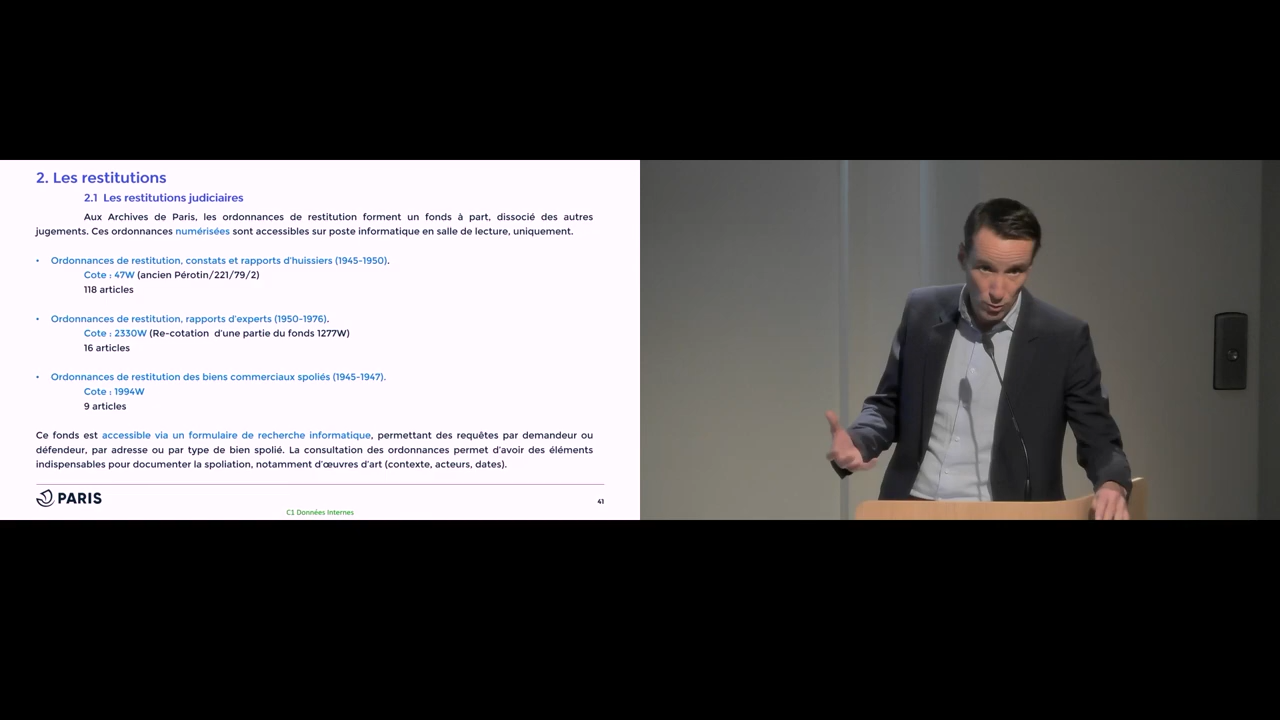 2. Les restitutions
2.1 Les restitutions judiciaires
Aux Archives de Paris, les ordonnances de restitution forment un fonds à part, dissocié des autres
jugements. Ces ordonnances numérisées sont accessibles sur poste informatique en salle de lecture, uniquement.
• Ordonnances de restitution, constats et rapports d'huissiers (1945-1950).
Cote : 47W (ancien Pérotin/221/79/2)
118 articles
• Ordonnances de restitution, rapports d'experts (1950-1976).
Cote : 2330W (Re-cotation d'une partie du fonds 1277W)
16 articles
• Ordonnances de restitution des biens commerciaux spoliés (1945-1947).
Cote : 1994W
9 articles
Ce fonds est accessible via un formulaire de recherche informatique, permettant des requêtes par demandeur ou
défendeur, par adresse ou par type de bien spolié. La consultation des ordonnances permet d'avoir des éléments
indispensables pour documenter la spoliation, notamment d'œuvres d'art (contexte, acteurs, dates).
PARIS
41
C1 Données Internes